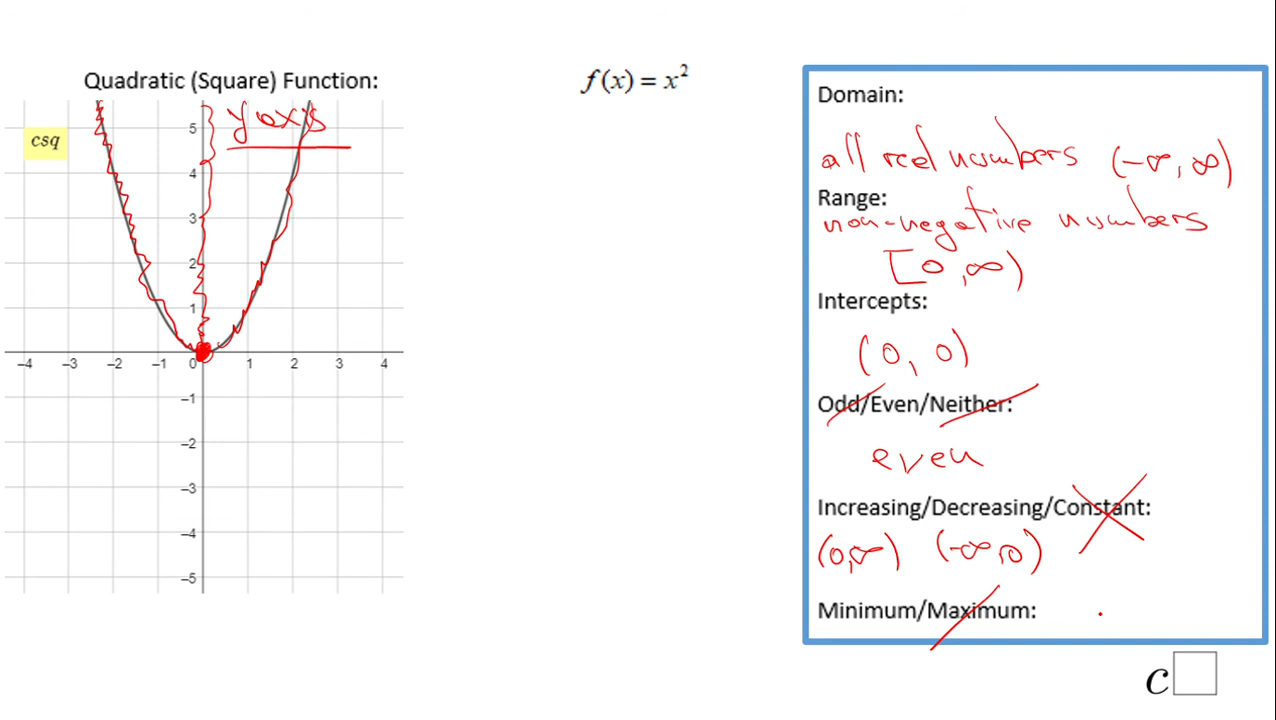 Quadratic (Square) Function:
f(x) = x²
csq
y axis
5
4
3
2
1
−4 −3 −2 −1 0 1 2 3 4
−1
−2
−3
−4
−5
Domain:
all real numbers (-∞, ∞)
Range:
non-negative numbers
[0, ∞)
Intercepts:
(0, 0)
Odd/Even/Neither:
even
Increasing/Decreasing/Constant:
(0,∞) (-∞,0)
Minimum/Maximum:
c